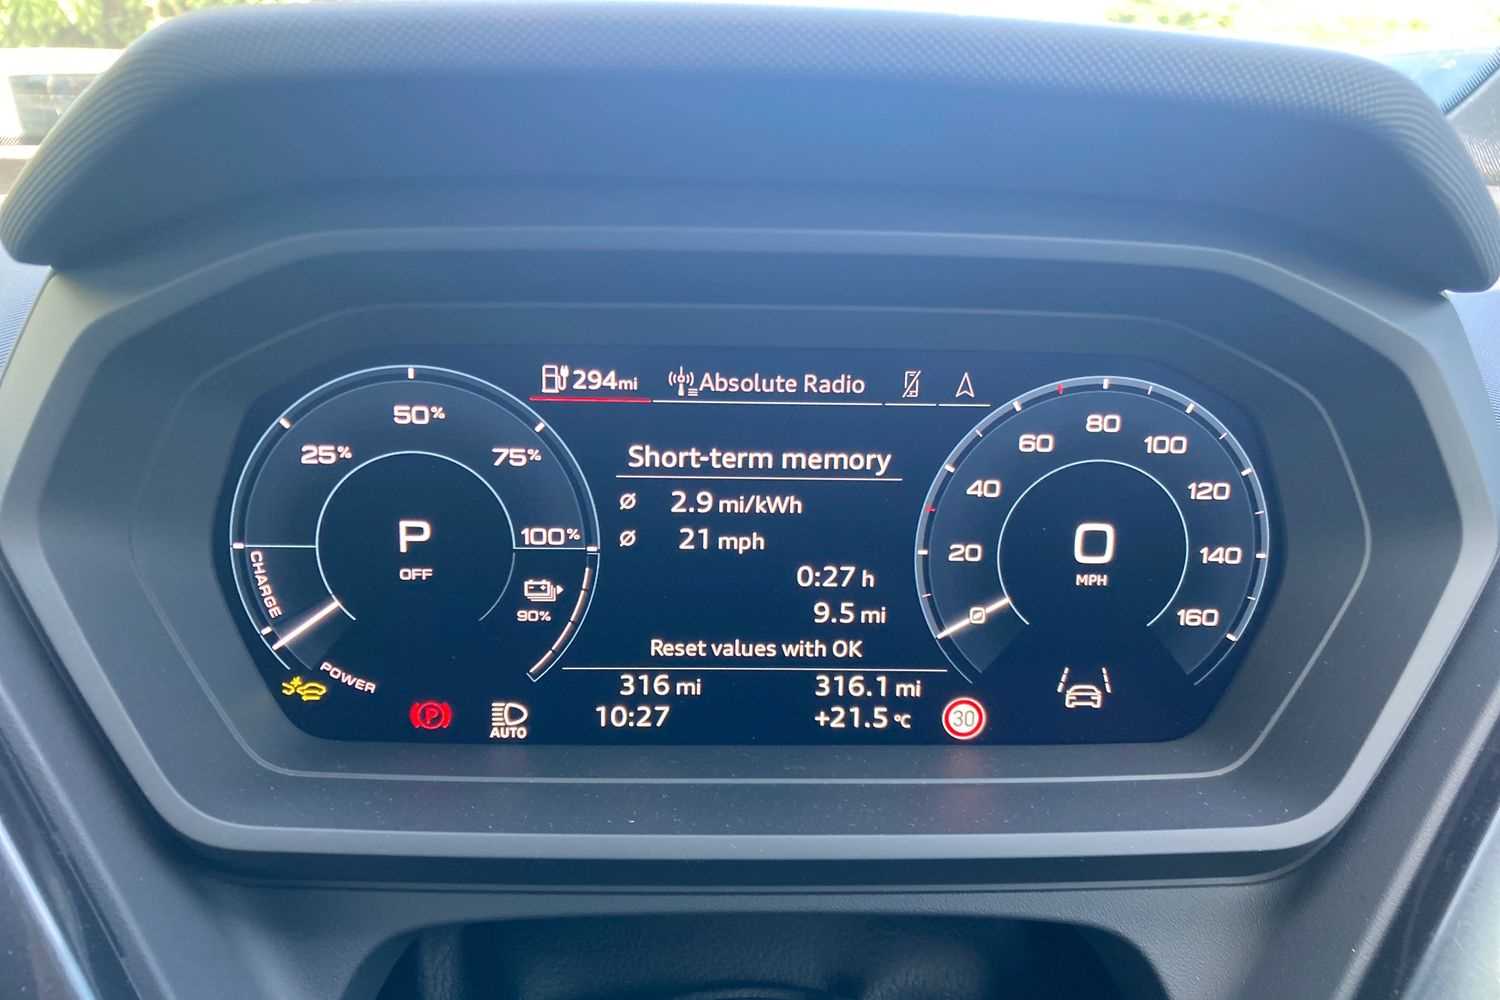 294 mi
Absolute Radio
25%
50%
75%
100%
CHARGE
POWER
P
OFF
90%
Short-term memory
Ø 2.9 mi/kWh
Ø 21 mph
0:27 h
9.5 mi
Reset values with OK
316 mi
316.1 mi
10:27
+21.5 °C
P
AUTO
30
20
40
60
80
100
120
140
160
0
MPH